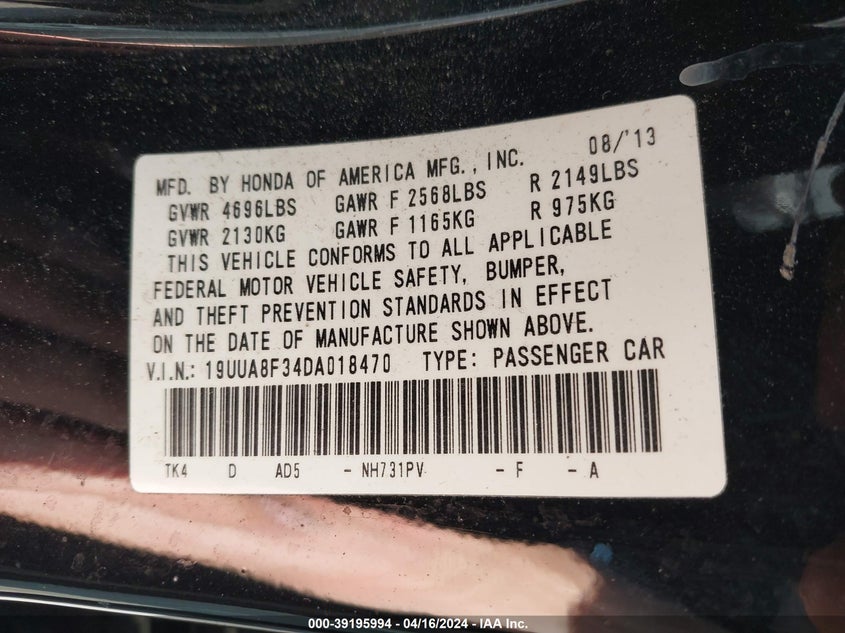 MFD. BY HONDA OF AMERICA MFG., INC. 08/'13
GVWR 4696LBS GAWR F 2568LBS R 2149LBS
GVWR 2130KG GAWR F 1165KG R 975KG
THIS VEHICLE CONFORMS TO ALL APPLICABLE
FEDERAL MOTOR VEHICLE SAFETY, BUMPER,
AND THEFT PREVENTION STANDARDS IN EFFECT
ON THE DATE OF MANUFACTURE SHOWN ABOVE.
V.I.N.: 19UUA8F34DA018470 TYPE: PASSENGER CAR
TK4 D AD5 - NH731PV - F - A
000-39195994 - 04/16/2024 - IAA Inc.